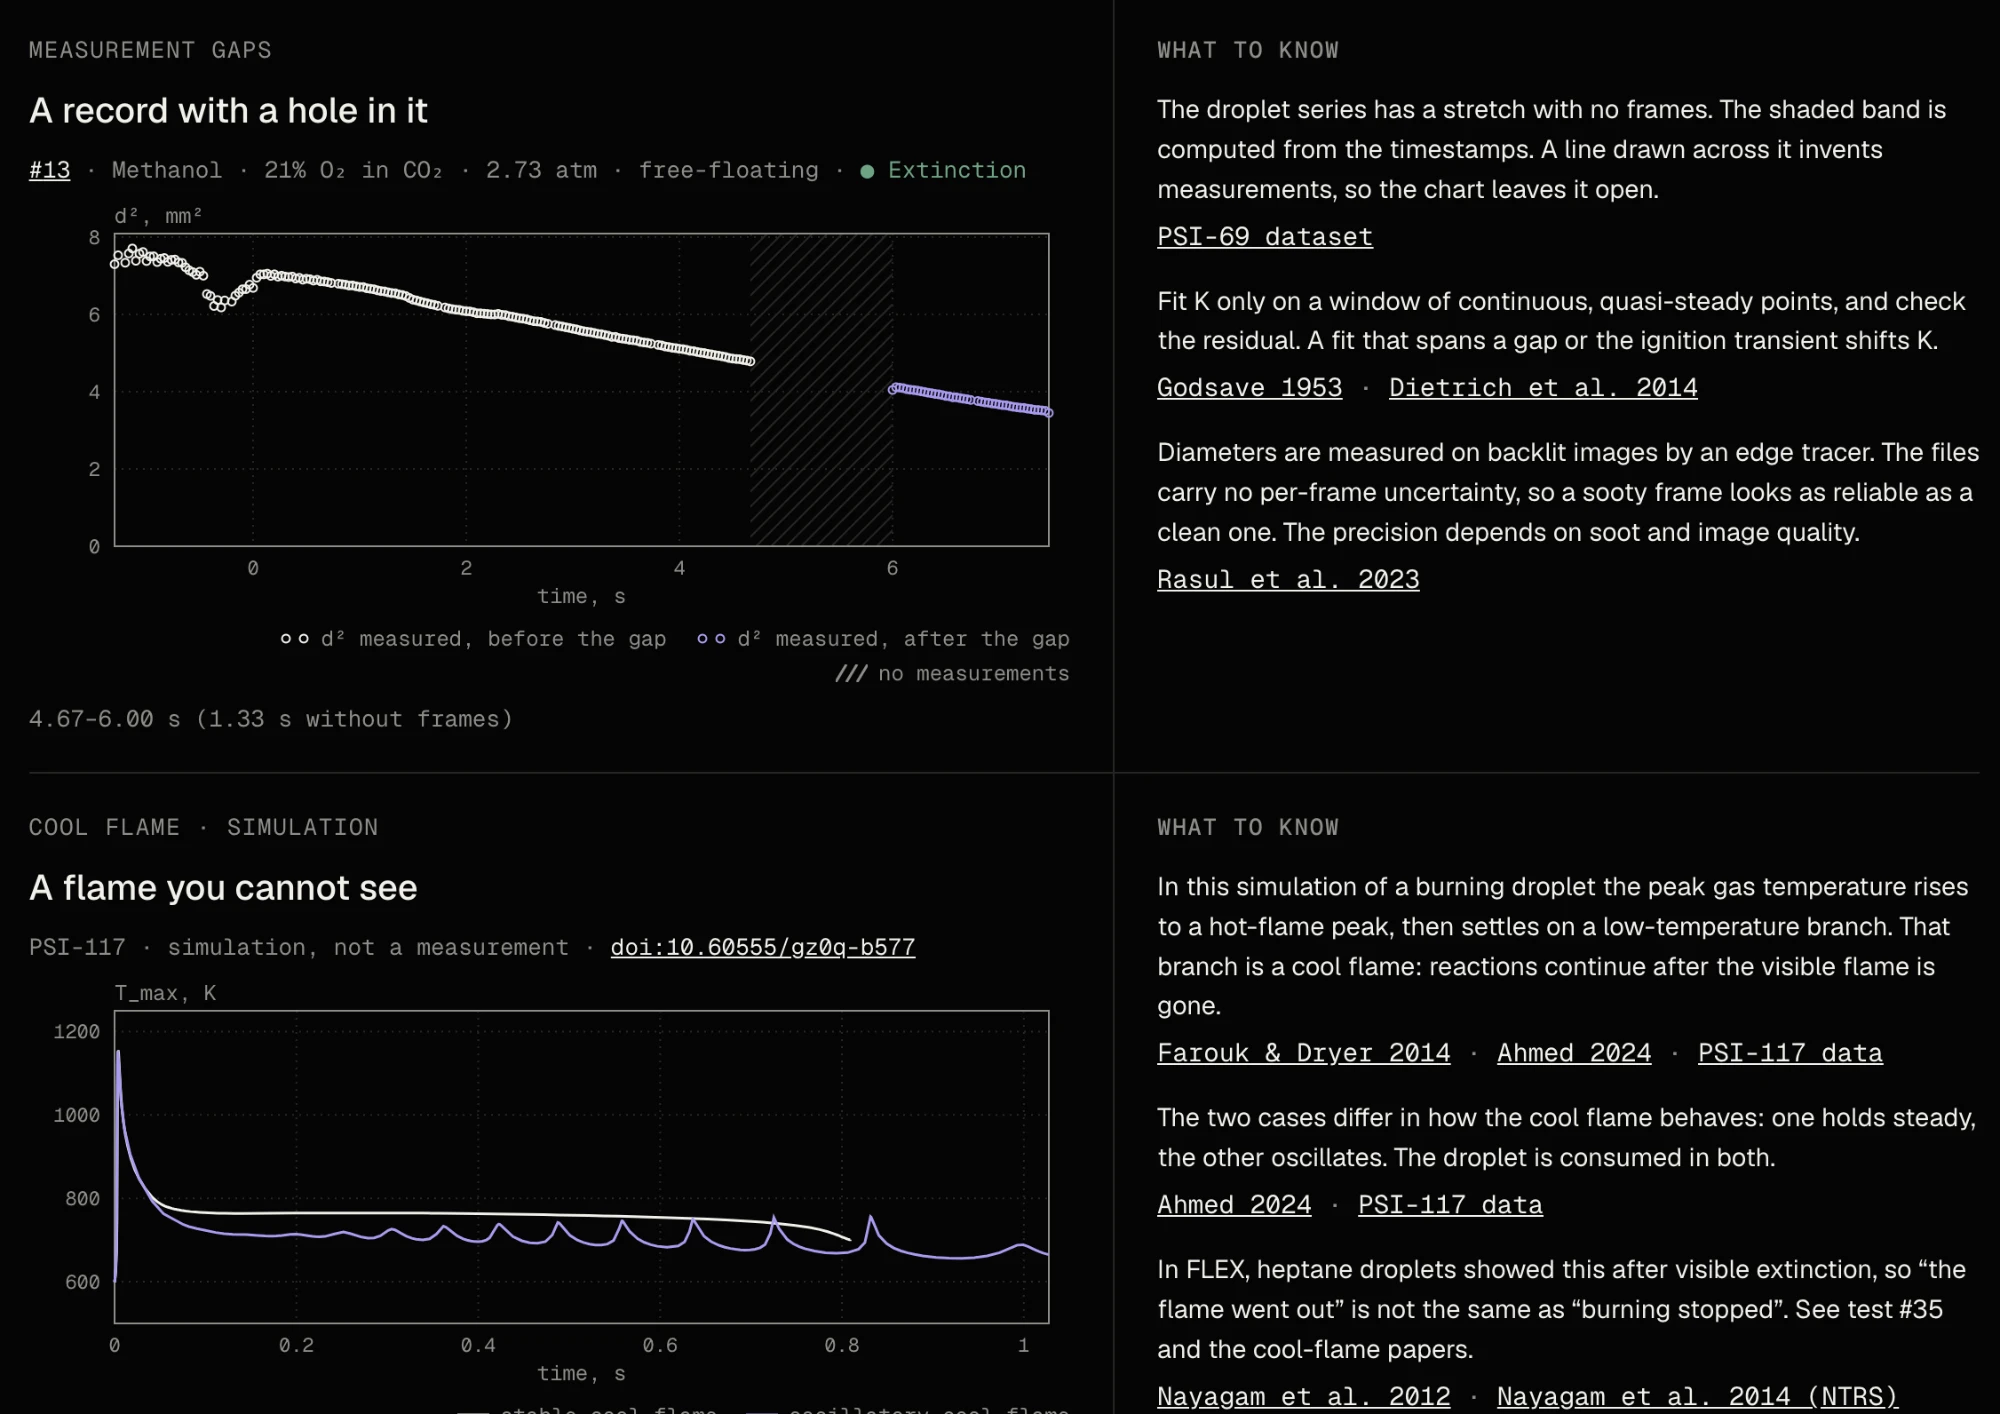 MEASUREMENT GAPS
A record with a hole in it
#13 · Methanol · 21% O₂ in CO₂ · 2.73 atm · free-floating · ● Extinction
d², mm²
8
6
4
2
0
0 2 4 6
time, s
d² measured, before the gap
d² measured, after the gap
/// no measurements
4.67–6.00 s (1.33 s without frames)
WHAT TO KNOW
The droplet series has a stretch with no frames. The shaded band is
computed from the timestamps. A line drawn across it invents
measurements, so the chart leaves it open.
PSI-69 dataset
Fit K only on a window of continuous, quasi-steady points, and check
the residual. A fit that spans a gap or the ignition transient shifts K.
Godsave 1953 · Dietrich et al. 2014
Diameters are measured on backlit images by an edge tracer. The files
carry no per-frame uncertainty, so a sooty frame looks as reliable as a
clean one. The precision depends on soot and image quality.
Rasul et al. 2023
COOL FLAME · SIMULATION
A flame you cannot see
PSI-117 · simulation, not a measurement · doi:10.60555/gz0q-b577
T_max, K
1200
1000
800
600
0 0.2 0.4 0.6 0.8 1
time, s
stable cool flame
oscillatory cool flame
WHAT TO KNOW
In this simulation of a burning droplet the peak gas temperature rises
to a hot-flame peak, then settles on a low-temperature branch. That
branch is a cool flame: reactions continue after the visible flame is
gone.
Farouk & Dryer 2014 · Ahmed 2024 · PSI-117 data
The two cases differ in how the cool flame behaves: one holds steady,
the other oscillates. The droplet is consumed in both.
Ahmed 2024 · PSI-117 data
In FLEX, heptane droplets showed this after visible extinction, so “the
flame went out” is not the same as “burning stopped”. See test #35
and the cool-flame papers.
Nayagam et al. 2012 · Nayagam et al. 2014 (NTRS)